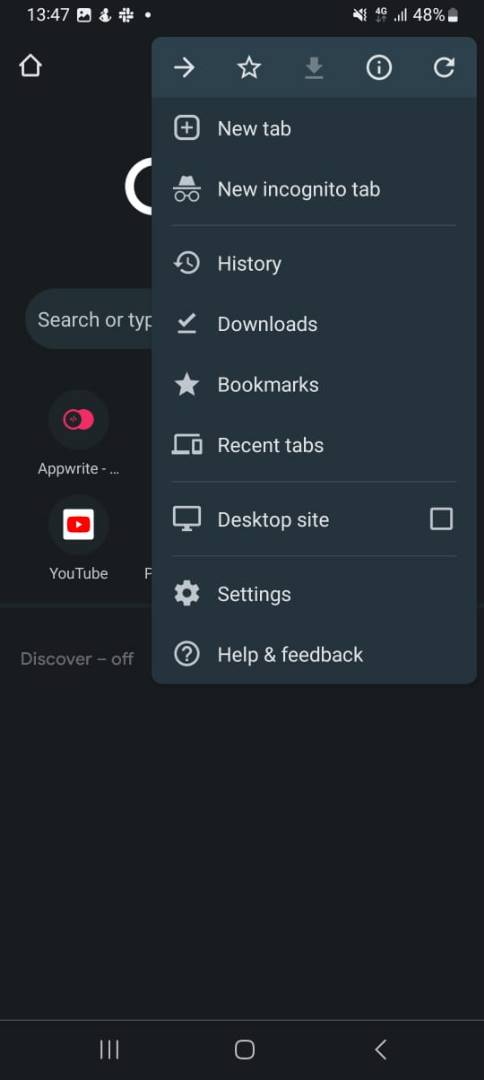 13:47
4G
48%
New tab
New incognito tab
History
Search or typ
Downloads
Bookmarks
Appwrite - ...
Recent tabs
Desktop site
YouTube
Settings
Discover – off
Help & feedback